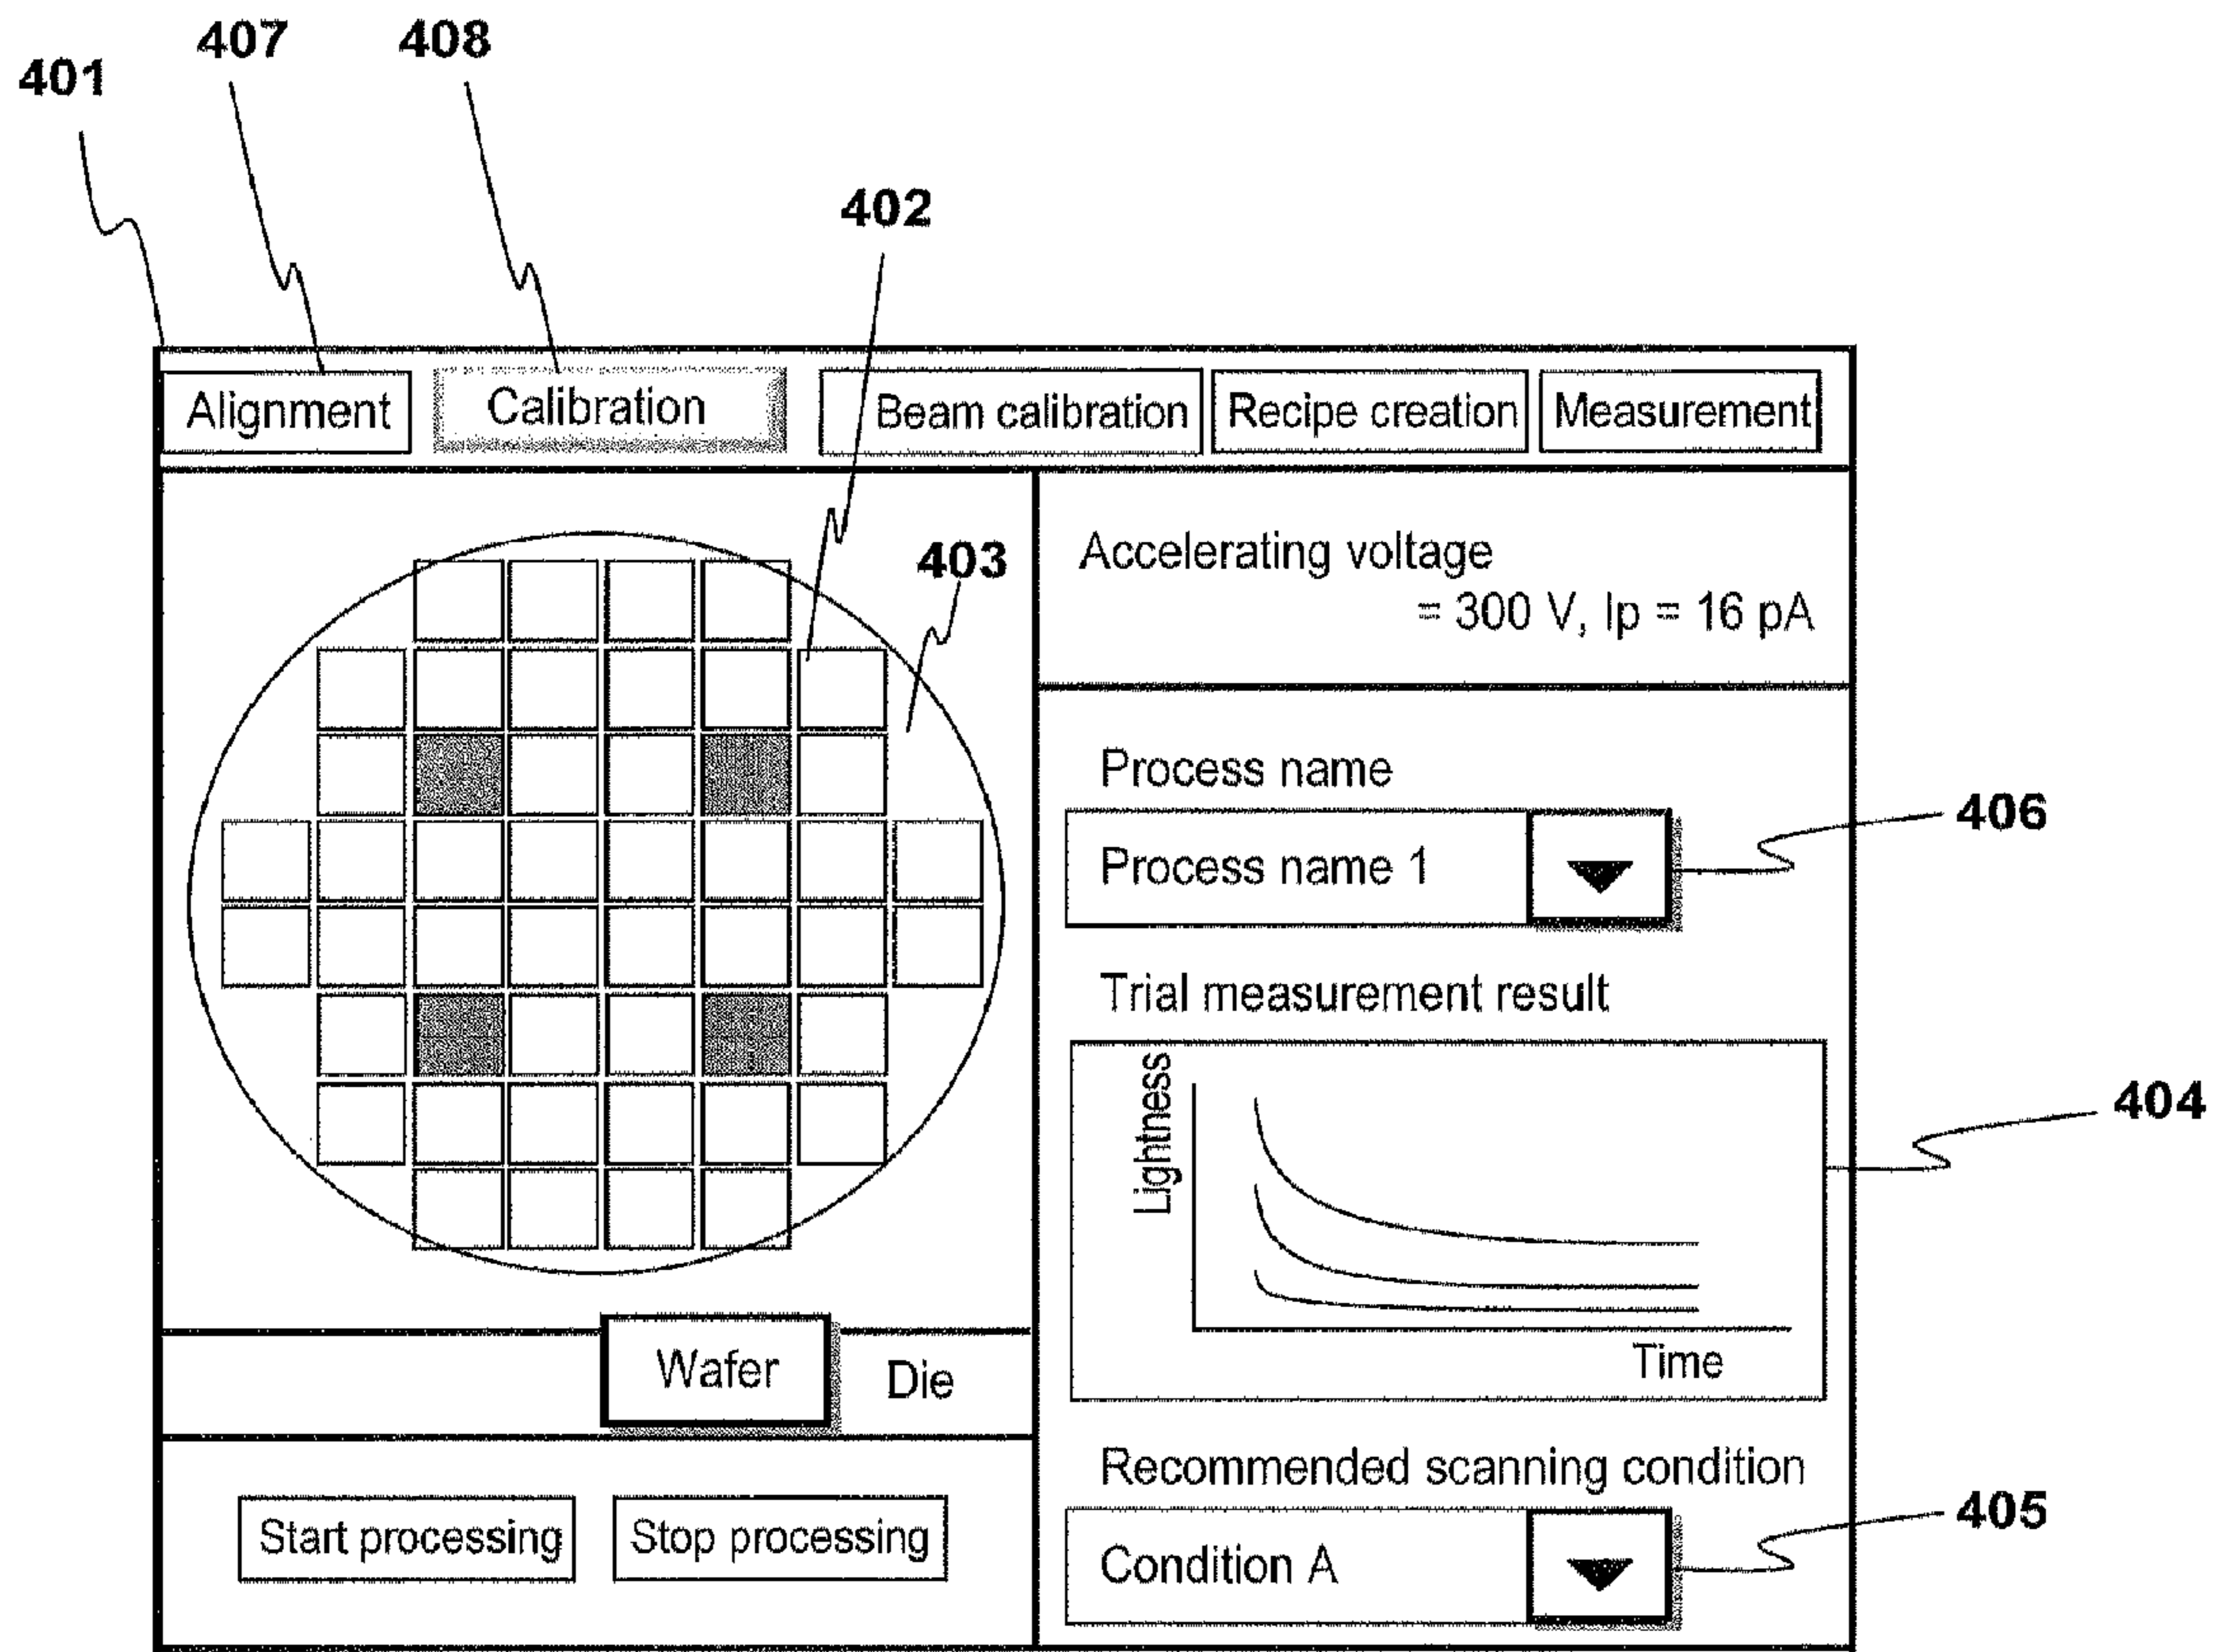 407
408
401
402
Alignment
Calibration
Beam calibration
Recipe creation
Measurement
403
Accelerating voltage
= 300 V, Ip = 16 pA
Process name
406
Process name 1
Trial measurement result
Lightness
404
Time
Wafer
Die
Recommended scanning condition
405
Start processing
Stop processing
Condition A